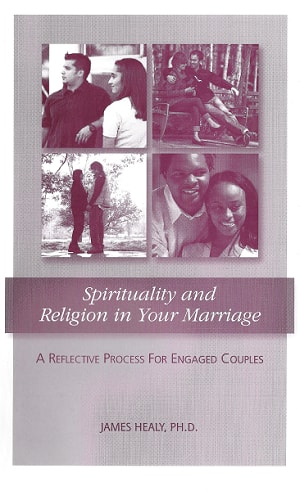 Spirituality and
Religion in Your Marriage
A Reflective Process For Engaged Couples
JAMES HEALY, PH.D.